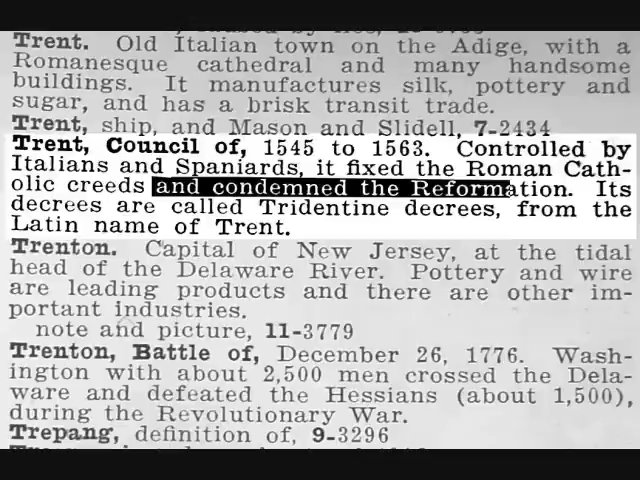 Trent. Old Italian town on the Adige, with a
Romanesque cathedral and many handsome
buildings. It manufactures silk, pottery and
sugar, and has a brisk transit trade.
Trent, ship, and Mason and Slidell, 7-2434
Trent, Council of, 1545 to 1563. Controlled by
Italians and Spaniards, it fixed the Roman Cath-
olic creeds and condemned the Reformation. Its
decrees are called Tridentine decrees, from the
Latin name of Trent.
Trenton. Capital of New Jersey, at the tidal
head of the Delaware River. Pottery and wire
are leading products and there are other im-
portant industries.
note and picture, 11-3779
Trenton, Battle of, December 26, 1776. Wash-
ington with about 2,500 men crossed the Dela-
ware and defeated the Hessians (about 1,500),
during the Revolutionary War.
Trepang, definition of, 9-3296